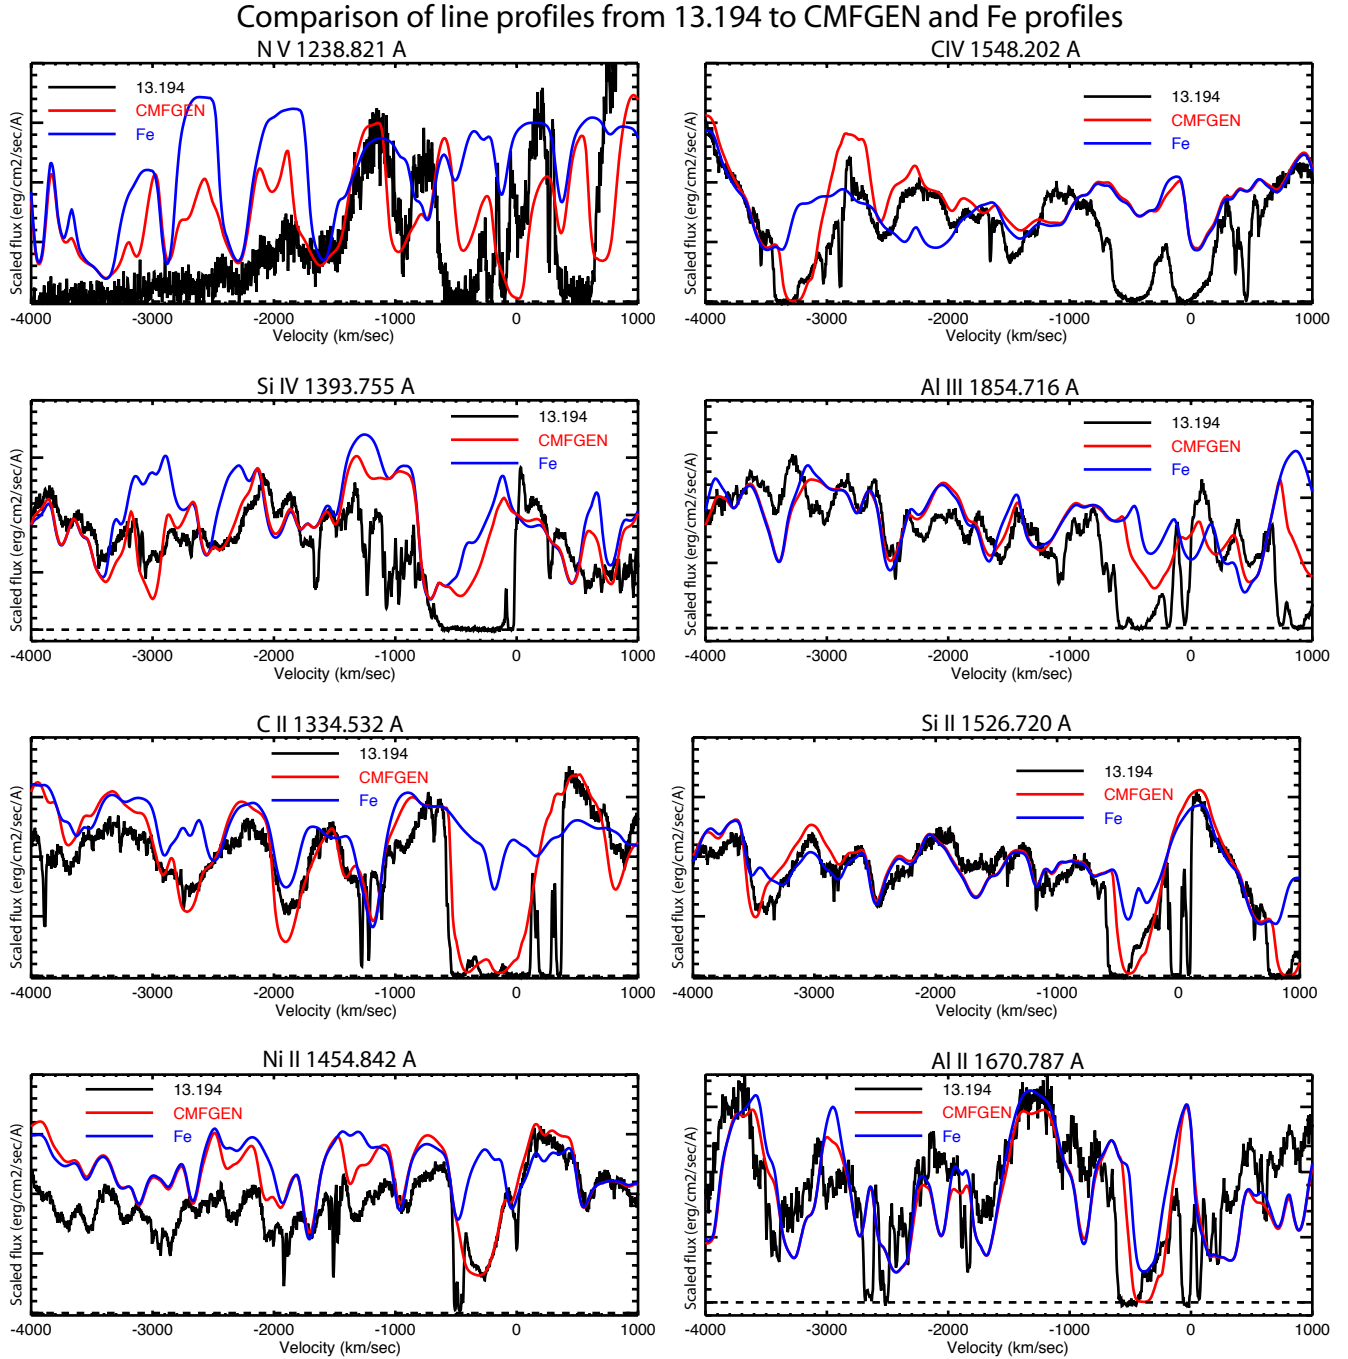 Comparison of line profiles from 13.194 to CMFGEN and Fe profiles
N V 1238.821 A
13.194
CMFGEN
Fe
Scaled flux (erg/cm2/sec/A)
-4000 -3000 -2000 -1000 0 1000
Velocity (km/sec)
CIV 1548.202 A
13.194
CMFGEN
Fe
Scaled flux (erg/cm2/sec/A)
-4000 -3000 -2000 -1000 0 1000
Velocity (km/sec)
Si IV 1393.755 A
13.194
CMFGEN
Fe
Scaled flux (erg/cm2/sec/A)
-4000 -3000 -2000 -1000 0 1000
Velocity (km/sec)
Al III 1854.716 A
13.194
CMFGEN
Fe
Scaled flux (erg/cm2/sec/A)
-4000 -3000 -2000 -1000 0 1000
Velocity (km/sec)
C II 1334.532 A
13.194
CMFGEN
Fe
Scaled flux (erg/cm2/sec/A)
-4000 -3000 -2000 -1000 0 1000
Velocity (km/sec)
Si II 1526.720 A
13.194
CMFGEN
Fe
Scaled flux (erg/cm2/sec/A)
-4000 -3000 -2000 -1000 0 1000
Velocity (km/sec)
Ni II 1454.842 A
13.194
CMFGEN
Fe
Scaled flux (erg/cm2/sec/A)
-4000 -3000 -2000 -1000 0 1000
Velocity (km/sec)
Al II 1670.787 A
13.194
CMFGEN
Fe
Scaled flux (erg/cm2/sec/A)
-4000 -3000 -2000 -1000 0 1000
Velocity (km/sec)